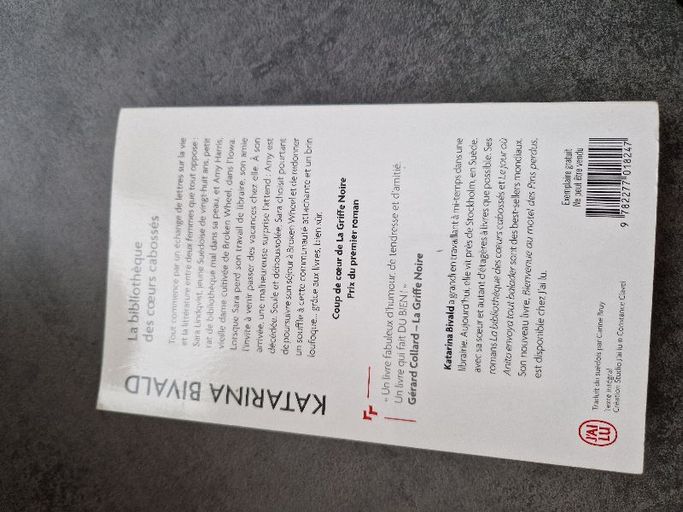 KATARINA BIVALD
La bibliothèque
des cœurs cabossés
Tout commence par un échange de lettres sur la vie
et la littérature entre deux femmes que tout oppose :
Sara Lindqvist, jeune Suédoise de vingt-huit ans, petit
rat de bibliothèque mal dans sa peau, et Amy Harris,
vieille dame cultivée de Broken Wheel, dans l'Iowa.
Lorsque Sara perd son travail de libraire, son amie
l'invite à venir passer des vacances chez elle. À son
arrivée, une malheureuse surprise l'attend : Amy est
décédée. Seule et déboussolée, Sara choisit pourtant
de poursuivre son séjour à Broken Wheel et de redonner
un souffle à cette communauté attachante et un brin
loufoque... grâce aux livres, bien sûr.
Coup de cœur de La Griffe Noire
Prix du premier roman
« Un livre fabuleux d'humour, de tendresse et d'amitié.
Un livre qui fait DU BIEN ! »
Gérard Collard – La Griffe Noire
Katarina Bivald a grandi en travaillant à mi-temps dans une
librairie. Aujourd'hui, elle vit près de Stockholm, en Suède,
avec sa sœur et autant d'étagères à livres que possible. Ses
romans La bibliothèque des cœurs cabossés et Le jour où
Anita envoya tout balader sont des best-sellers mondiaux.
Son nouveau livre, Bienvenue au motel des Pins perdus,
est disponible chez J'ai lu.
J'AI
LU
Traduit du suédois par Carine Bruy
Texte intégral
Création Studio J'ai lu © Constance Clavel
Exemplaire gratuit
Ne peut être vendu
9 782277 018247